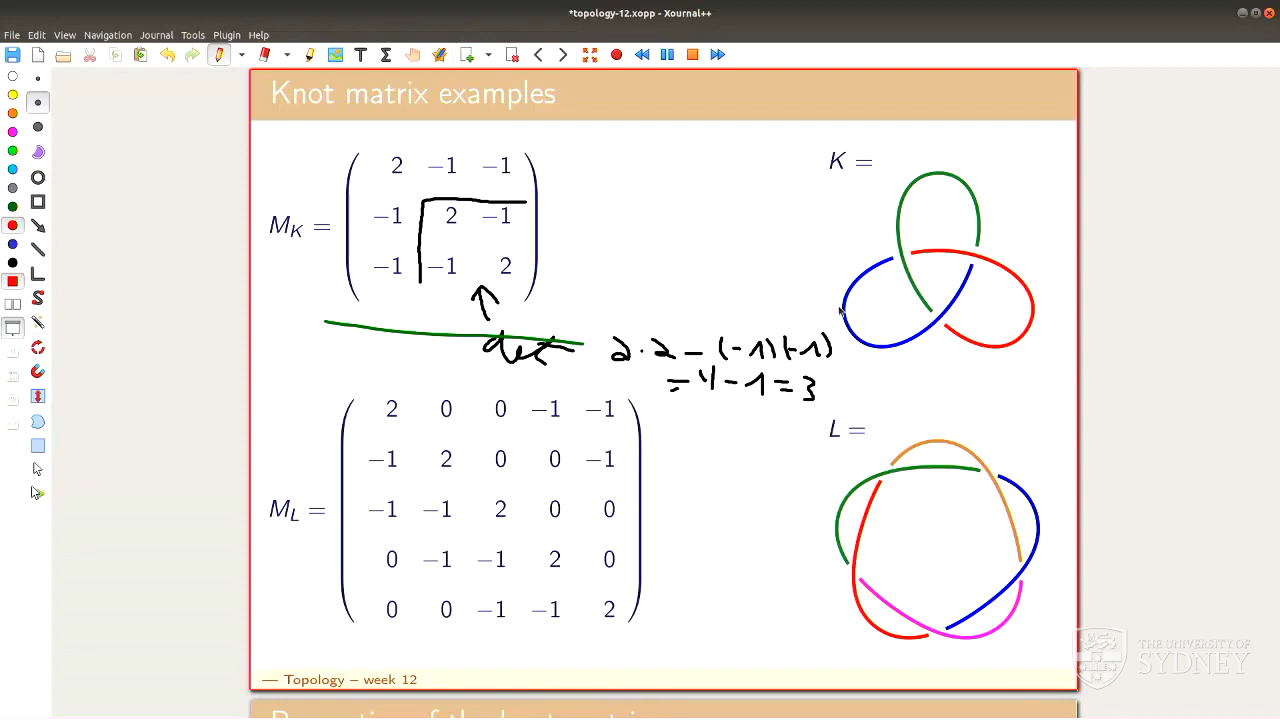 *topology-12.xopp - Xournal++
File Edit View Navigation Journal Tools Plugin Help
Knot matrix examples
M_K =
2 −1 −1
−1 2 −1
−1 −1 2
K =
det 2·2 − (−1)(−1)
= 4 − 1 = 3
M_L =
2 0 0 −1 −1
−1 2 0 0 −1
−1 −1 2 0 0
0 −1 −1 2 0
0 0 −1 −1 2
L =
THE UNIVERSITY OF
SYDNEY
— Topology – week 12